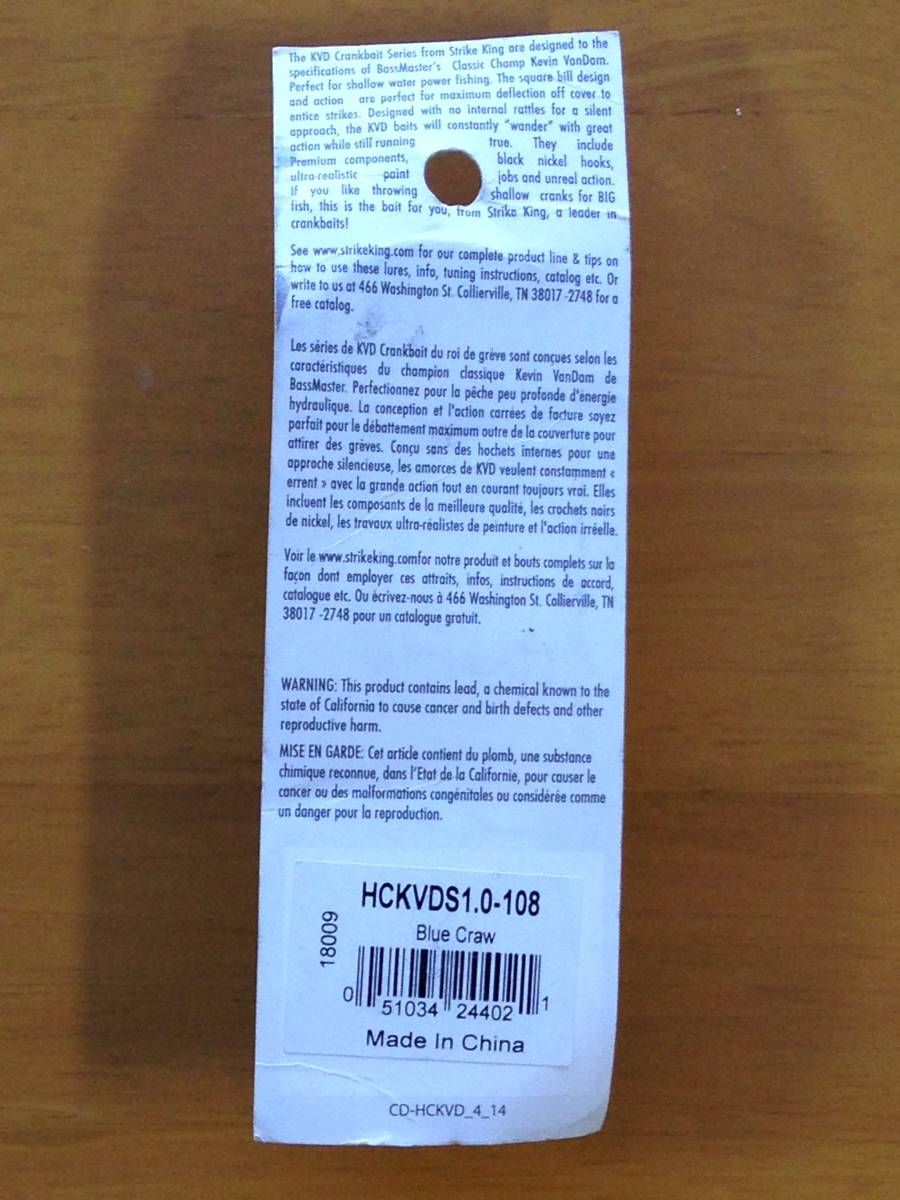 The KVD Crankbait Series from Strike King are designed to the
specifications of BassMaster's Classic Champ Kevin VanDam.
Perfect for shallow water power fishing. The square bill design
and action are perfect for maximum deflection off cover to
entice strikes. Designed with no internal rattles for a silent
approach, the KVD baits will constantly "wander" with great
action while still running true. They include
Premium components, black nickel hooks,
ultra-realistic paint jobs and unreal action.
If you like throwing shallow cranks for BIG
fish, this is the bait for you, from Strike King, a leader in
crankbaits!
See www.strikeking.com for our complete product line & tips on
how to use these lures, info, tuning instructions, catalog etc. Or
write to us at 466 Washington St. Collierville, TN 38017 -2748 for a
free catalog.
Les séries de KVD Crankbait du roi de grève sont conçues selon les
caractéristiques du champion classique Kevin VanDam de
BassMaster. Perfectionnez pour la pêche peu profonde d'énergie
hydraulique. La conception et l'action carrées de facture soyez
parfait pour le débattement maximum outre de la couverture pour
attirer des grèves. Conçu sans des hochets internes pour une
approche silencieuse, les amorces de KVD veulent constamment «
errent » avec la grande action tout en courant toujours vrai. Elles
incluent les composants de la meilleure qualité, les crochets noirs
de nickel, les travaux ultra-réalistes de peinture et l'action irréelle.
Voir le www.strikeking.comfor notre produit et bouts complets sur la
façon dont employer ces attraits, infos, instructions de accord,
catalogue etc. Ou écrivez-nous à 466 Washington St. Collierville, TN
38017 -2748 pour un catalogue gratuit.
WARNING: This product contains lead, a chemical known to the
state of California to cause cancer and birth defects and other
reproductive harm.
MISE EN GARDE: Cet article contient du plomb, une substance
chimique reconnue, dans l'Etat de la Californie, pour causer le
cancer ou des malformations congénitales ou considérée comme
un danger pour la reproduction.
HCKVDS1.0-108
Blue Craw
18009
0 51034 24402 1
Made In China
CD-HCKVD_4_14